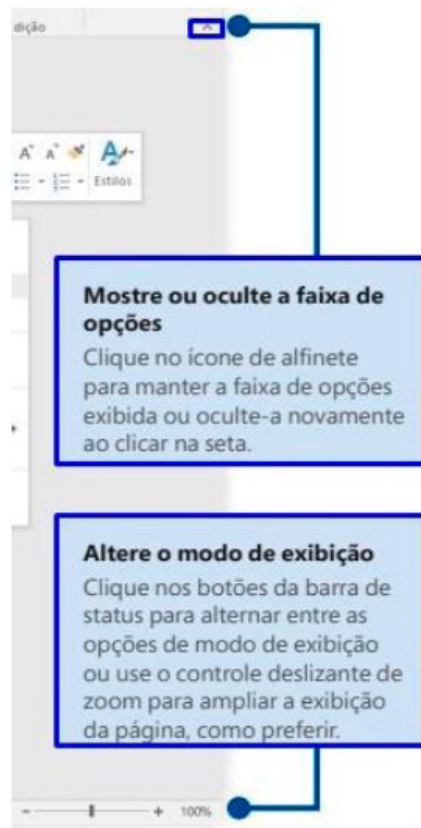 dição
A^ A˅
Estilos
Mostre ou oculte a faixa de
opções
Clique no ícone de alfinete
para manter a faixa de opções
exibida ou oculte-a novamente
ao clicar na seta.
Altere o modo de exibição
Clique nos botões da barra de
status para alternar entre as
opções de modo de exibição
ou use o controle deslizante de
zoom para ampliar a exibição
da página, como preferir.
- + 100%